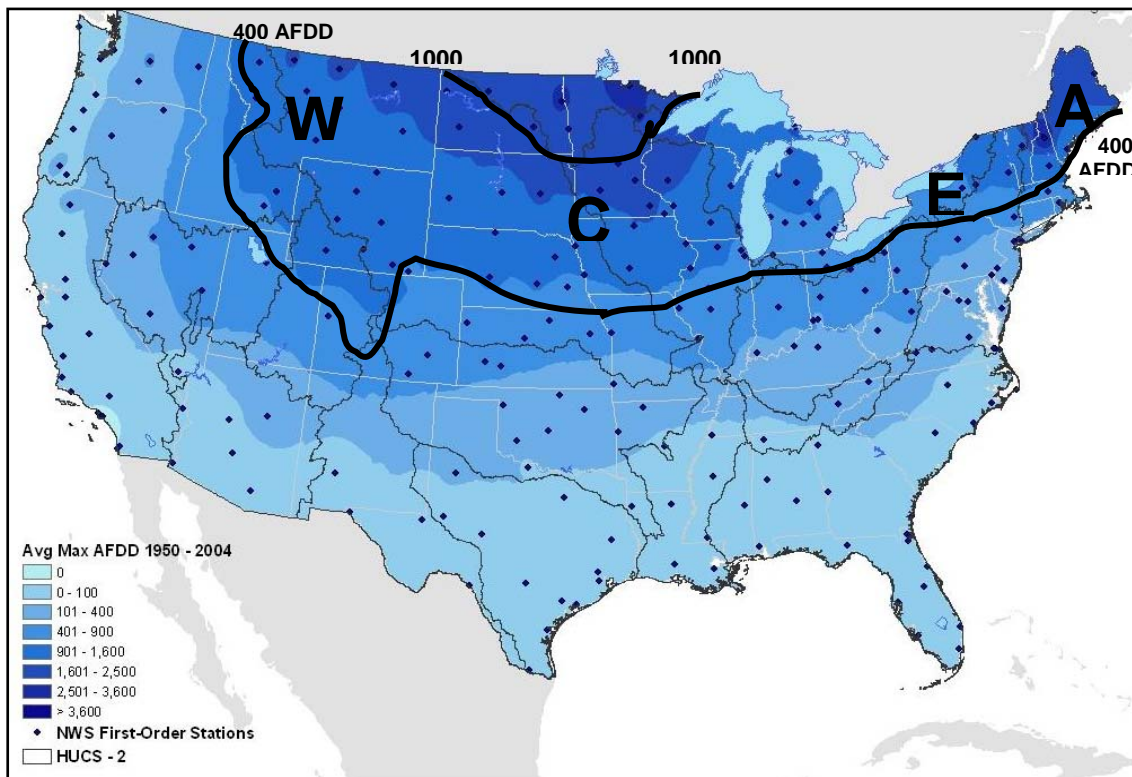 400 AFDD
1000
1000
W
A
400
AFDD
E
C
Avg Max AFDD 1950 - 2004
0
0 - 100
101 - 400
401 - 900
901 - 1,600
1,601 - 2,500
2,501 - 3,600
> 3,600
NWS First-Order Stations
HUCS - 2